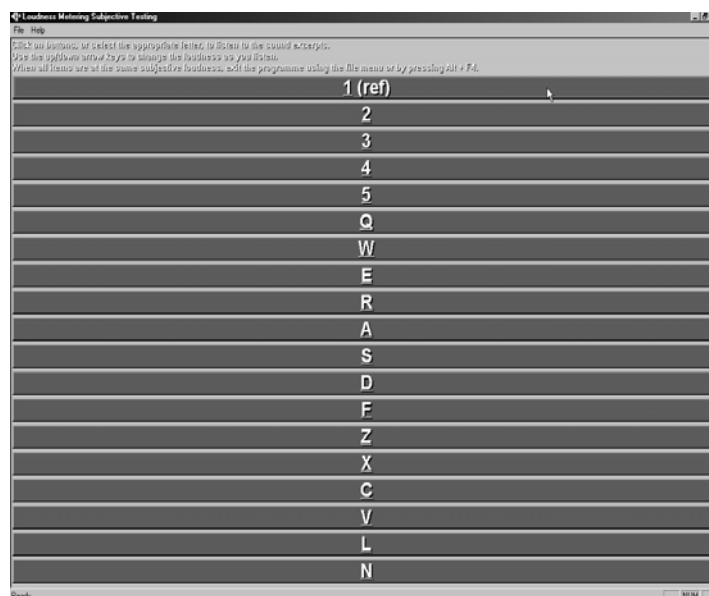 Loudness Metering Subjective Testing
File Help
Click on buttons, or select the appropriate letter, to listen to the sound excerpts.
Use the up/down arrow keys to change the loudness as you listen.
When all items are at the same subjective loudness, exit the programme using the file menu or by pressing Alt + F4.
1 (ref)
2
3
4
5
Q
W
E
R
A
S
D
F
Z
X
C
V
L
N
Ready NUM